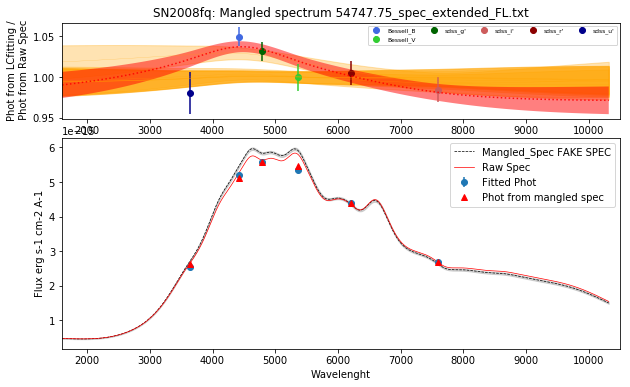 SN2008fq: Mangled spectrum 54747.75_spec_extended_FL.txt
Phot from LCfitting /
Phot from Raw Spec
1.05
1.00
0.95
Bessell_B
Bessell_V
sdss_g'
sdss_r'
sdss_i'
sdss_u'
2000 3000 4000 5000 6000 7000 8000 9000 10000
1e−15
Flux erg s-1 cm-2 A-1
6
5
4
3
2
1
Mangled_Spec FAKE SPEC
Raw Spec
Fitted Phot
Phot from mangled spec
2000 3000 4000 5000 6000 7000 8000 9000 10000
Wavelenght